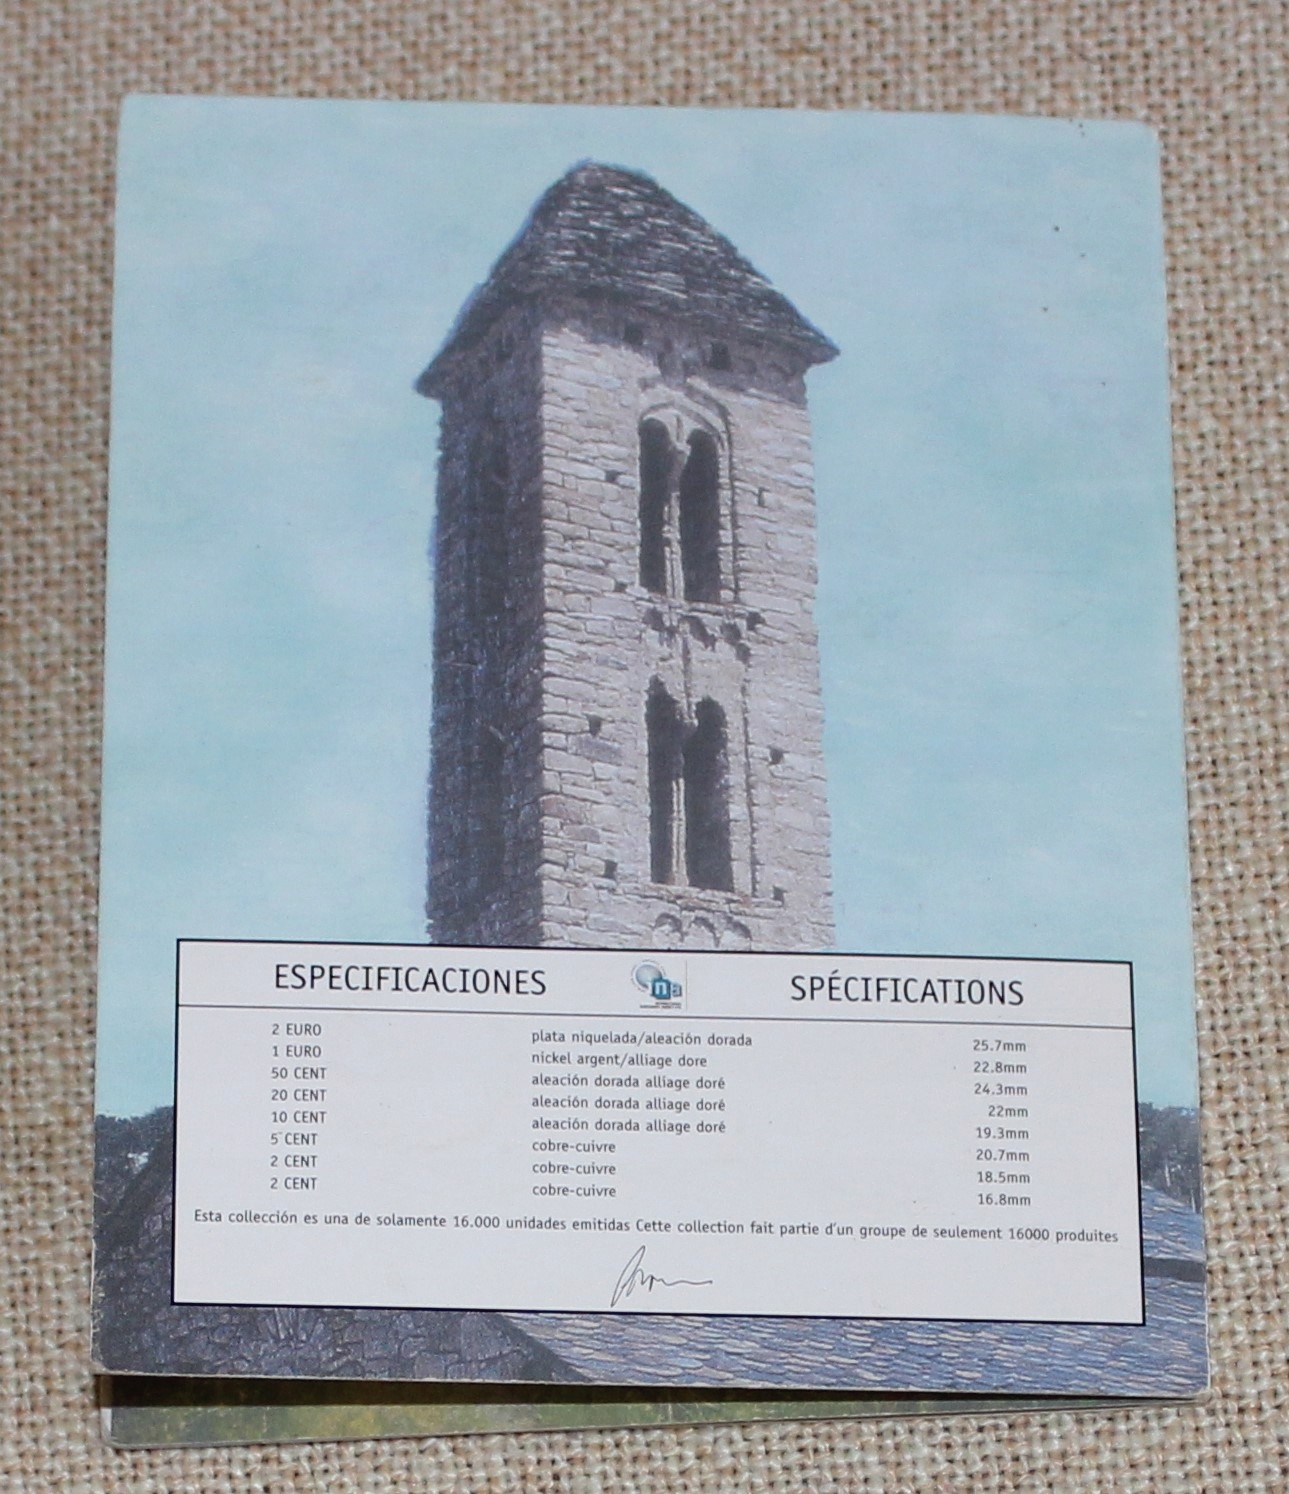 ESPECIFICACIONES
na
SPÉCIFICATIONS
2 EURO plata niquelada/aleación dorada 25.7mm
1 EURO nickel argent/alliage dore 22.8mm
50 CENT aleación dorada alliage doré 24.3mm
20 CENT aleación dorada alliage doré 22mm
10 CENT aleación dorada alliage doré 19.3mm
5 CENT cobre-cuivre 20.7mm
2 CENT cobre-cuivre 18.5mm
2 CENT cobre-cuivre 16.8mm
Esta collección es una de solamente 16.000 unidades emitidas Cette collection fait partie d'un groupe de seulement 16000 produites